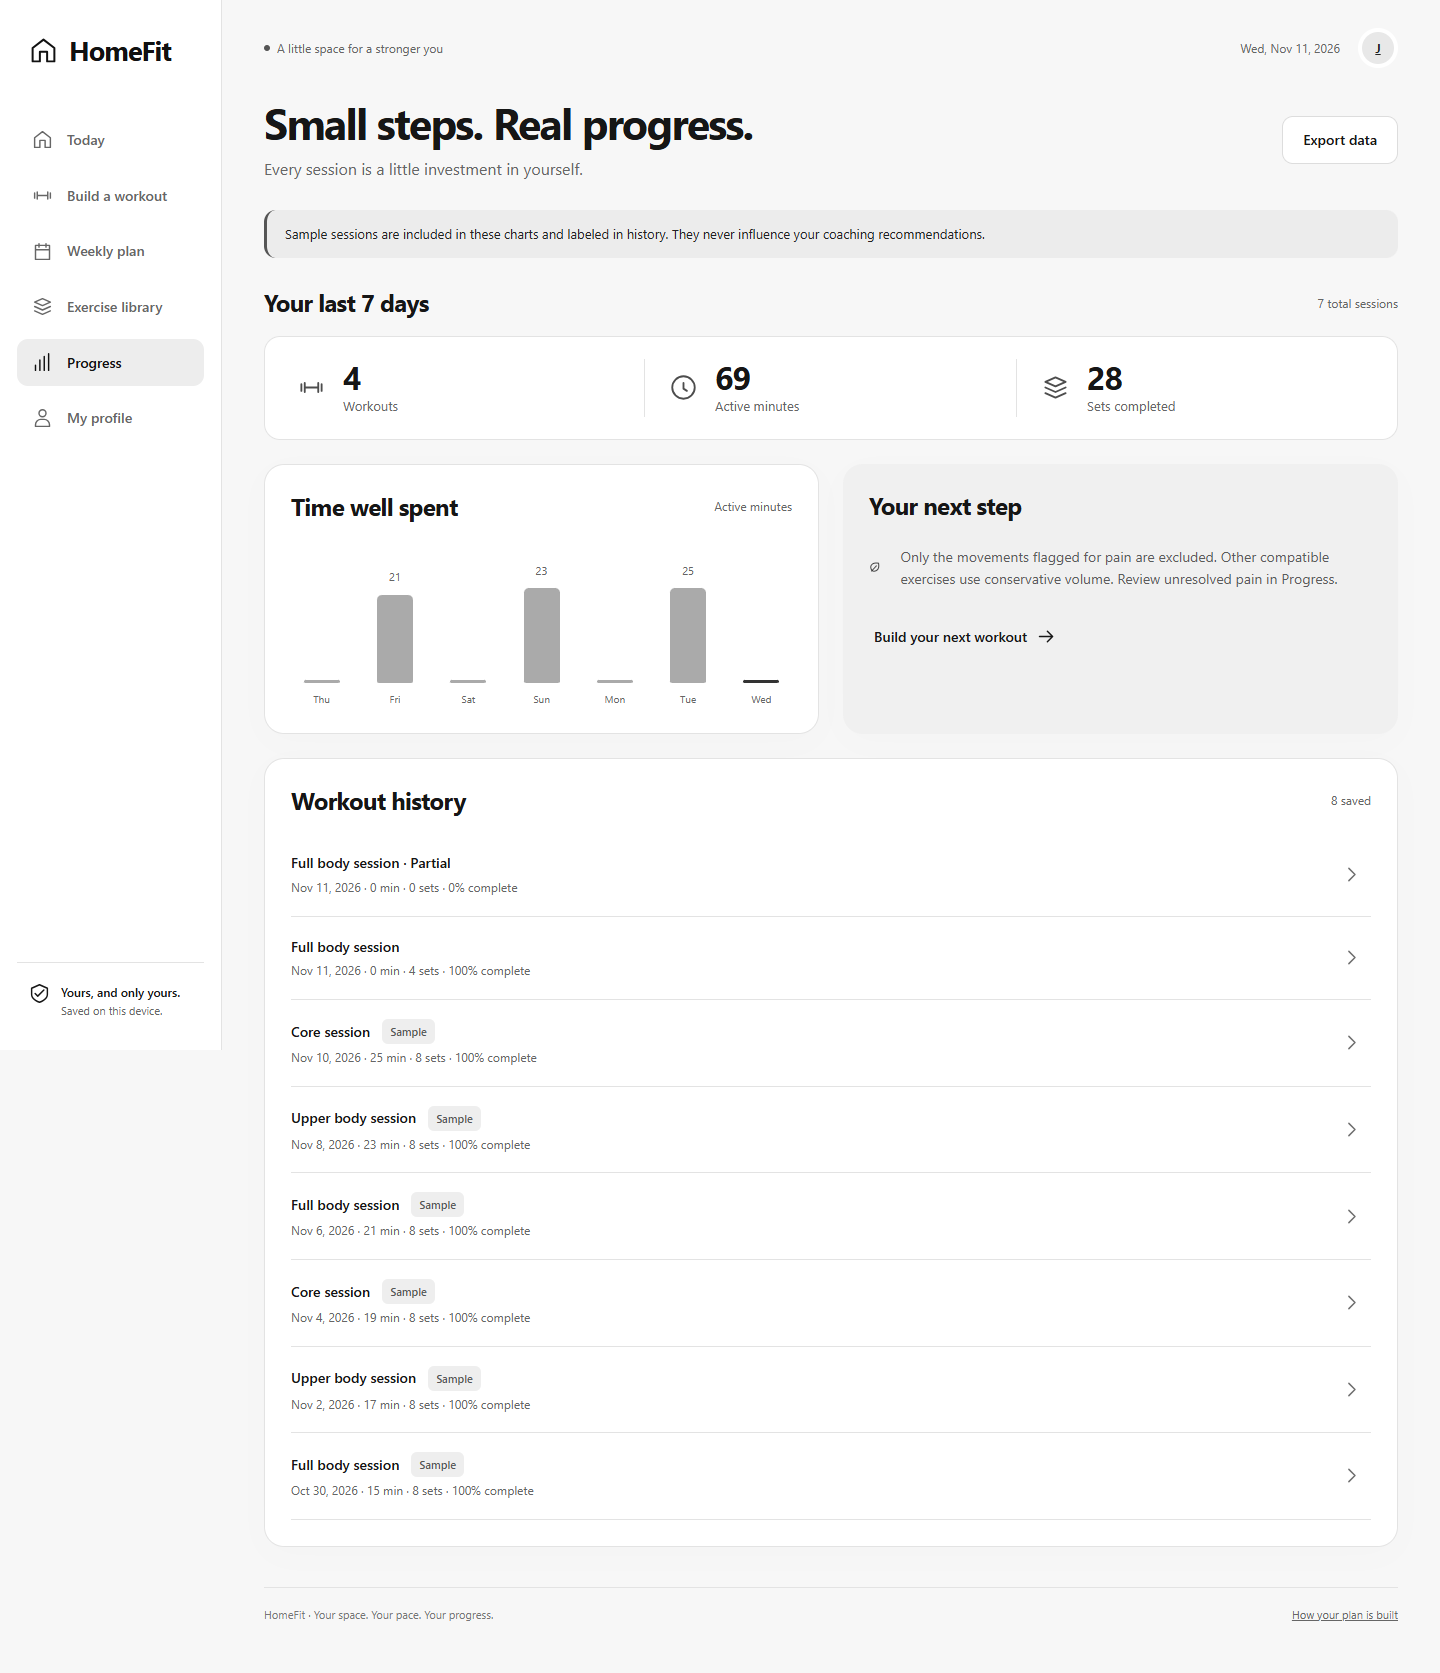 HomeFit
Today
Build a workout
Weekly plan
Exercise library
Progress
My profile
Yours, and only yours.
Saved on this device.
A little space for a stronger you
Wed, Nov 11, 2026
J
Small steps. Real progress.
Every session is a little investment in yourself.
Export data
Sample sessions are included in these charts and labeled in history. They never influence your coaching recommendations.
Your last 7 days
7 total sessions
4
Workouts
69
Active minutes
28
Sets completed
Time well spent
Active minutes
21
23
25
Thu
Fri
Sat
Sun
Mon
Tue
Wed
Your next step
Only the movements flagged for pain are excluded. Other compatible
exercises use conservative volume. Review unresolved pain in Progress.
Build your next workout
Workout history
8 saved
Full body session · Partial
Nov 11, 2026 · 0 min · 0 sets · 0% complete
Full body session
Nov 11, 2026 · 0 min · 4 sets · 100% complete
Core session Sample
Nov 10, 2026 · 25 min · 8 sets · 100% complete
Upper body session Sample
Nov 8, 2026 · 23 min · 8 sets · 100% complete
Full body session Sample
Nov 6, 2026 · 21 min · 8 sets · 100% complete
Core session Sample
Nov 4, 2026 · 19 min · 8 sets · 100% complete
Upper body session Sample
Nov 2, 2026 · 17 min · 8 sets · 100% complete
Full body session Sample
Oct 30, 2026 · 15 min · 8 sets · 100% complete
HomeFit · Your space. Your pace. Your progress.
How your plan is built